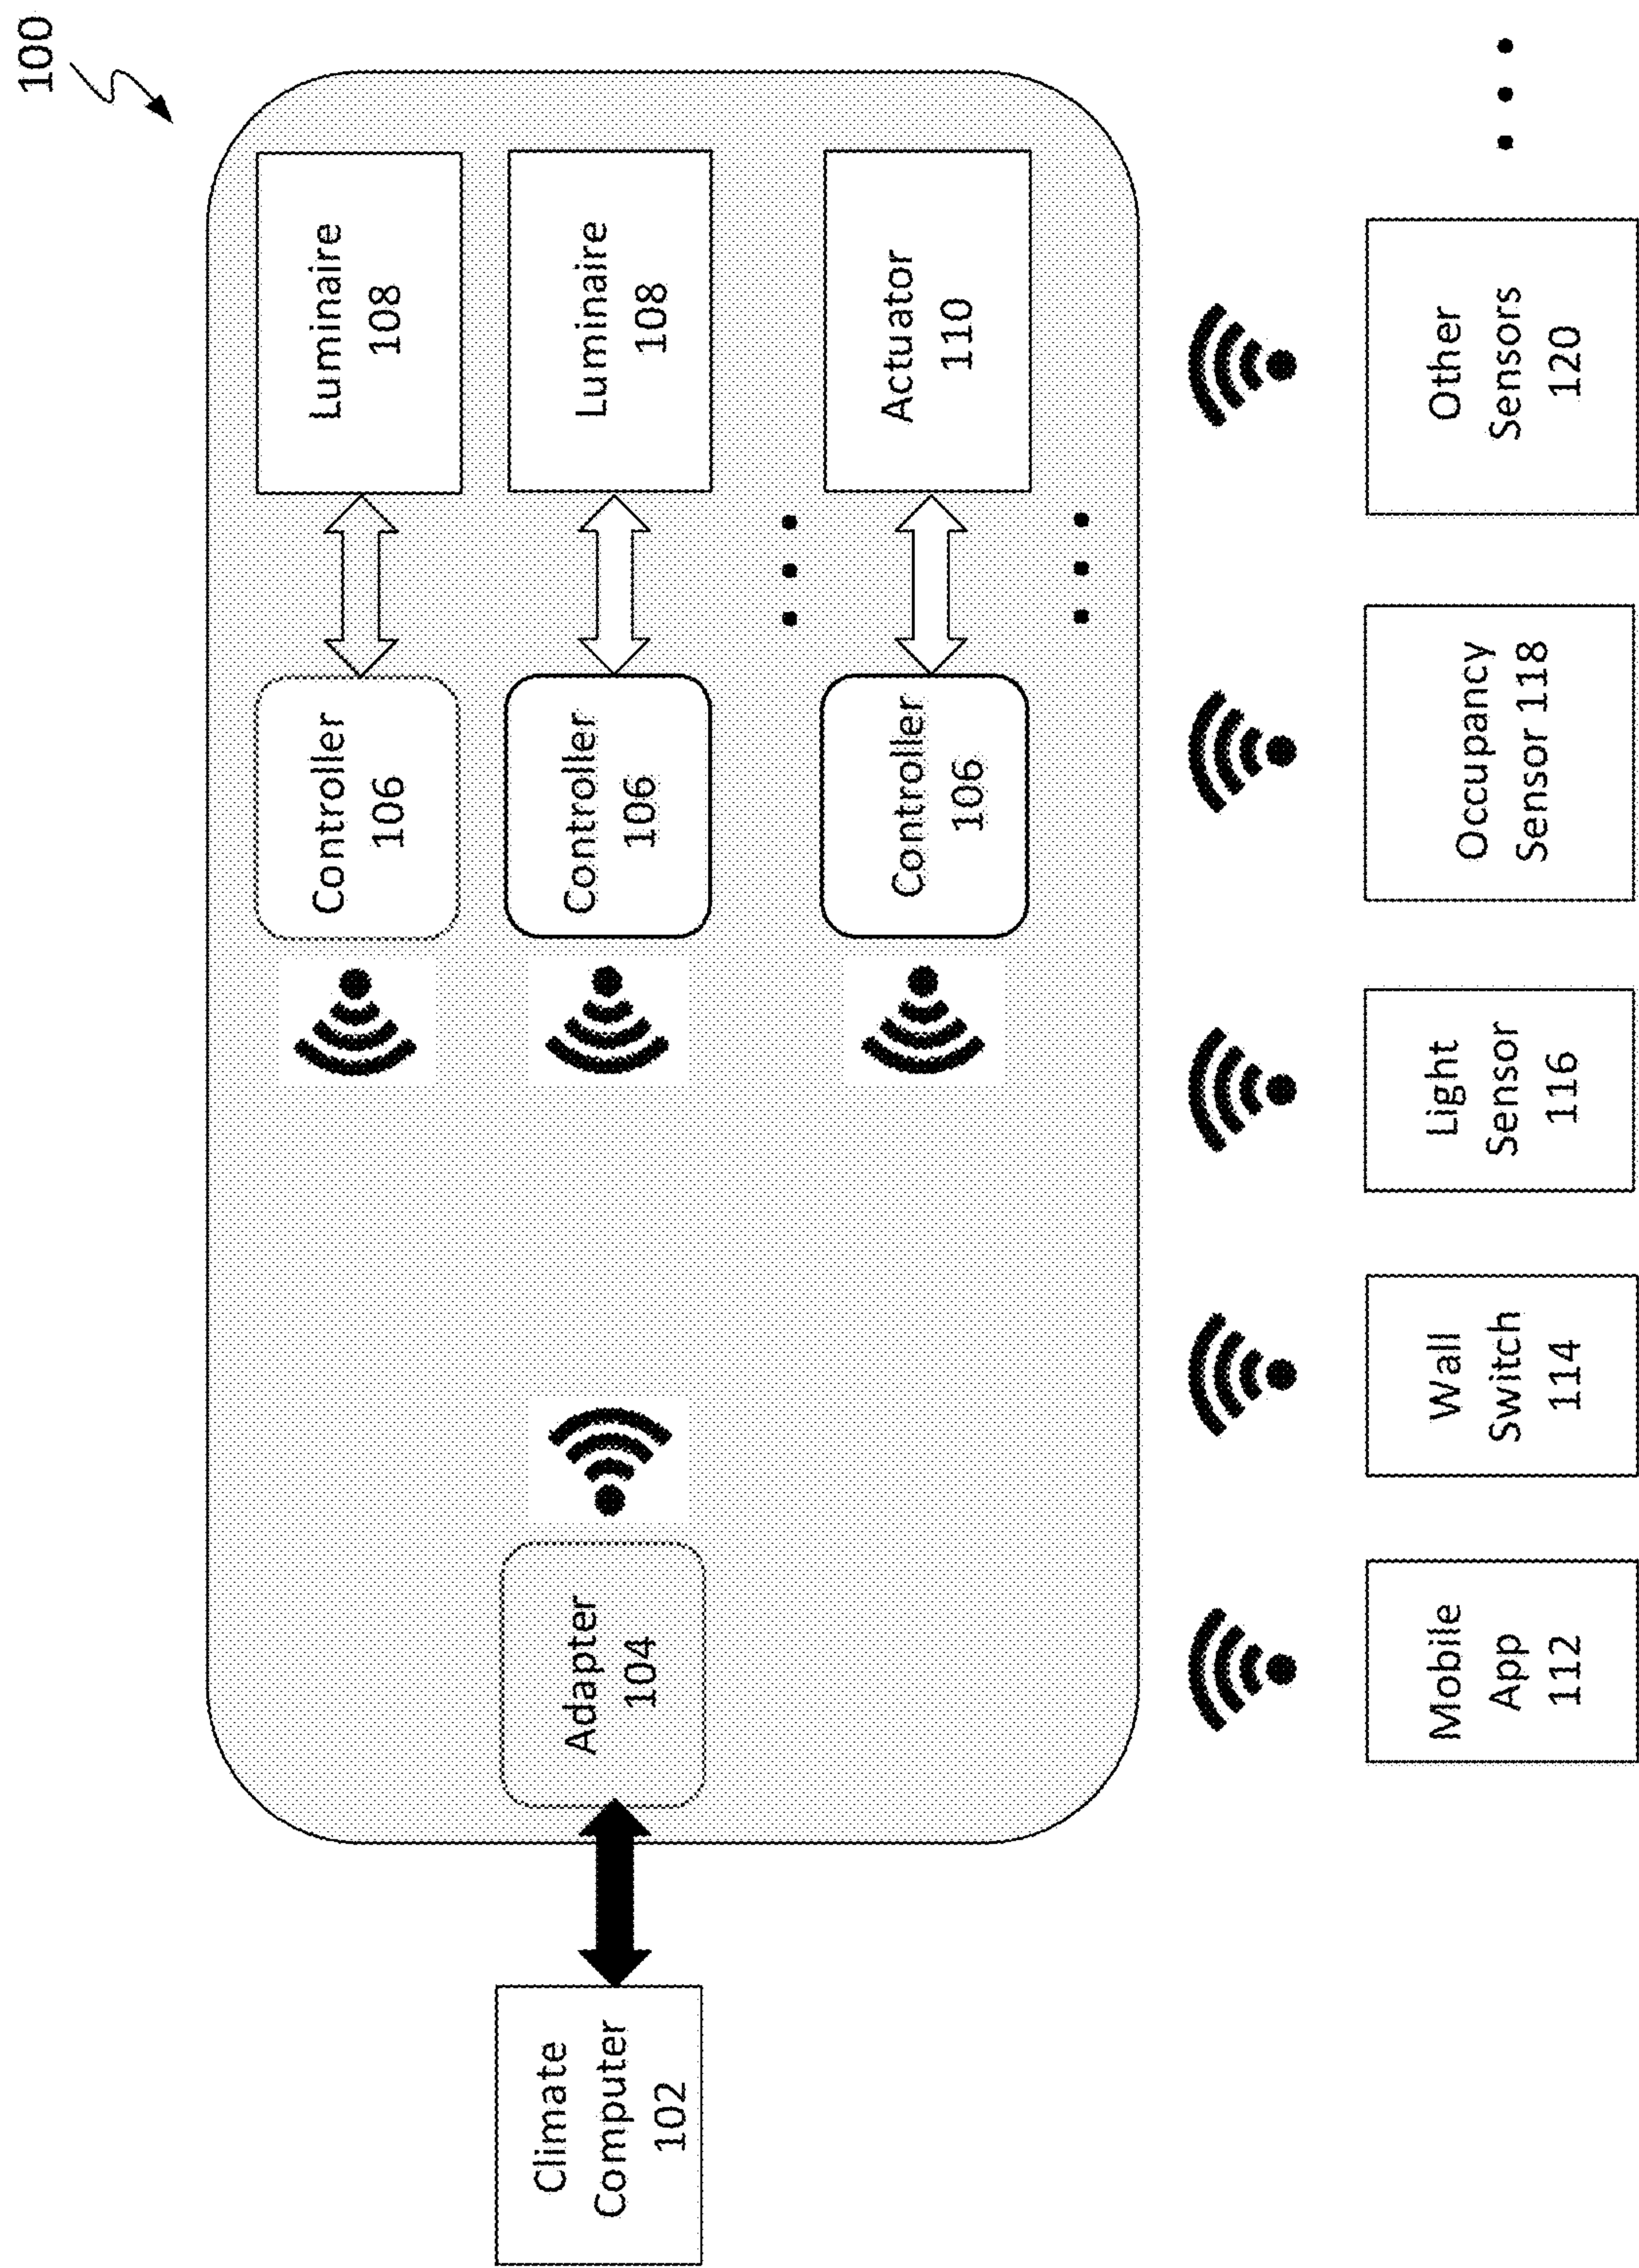 100
Climate
Computer
102
Adapter
104
Controller
106
Luminaire
108
Controller
106
Luminaire
108
Controller
106
Actuator
110
Mobile
App
112
Wall
Switch
114
Light
Sensor
116
Occupancy
Sensor 118
Other
Sensors
120